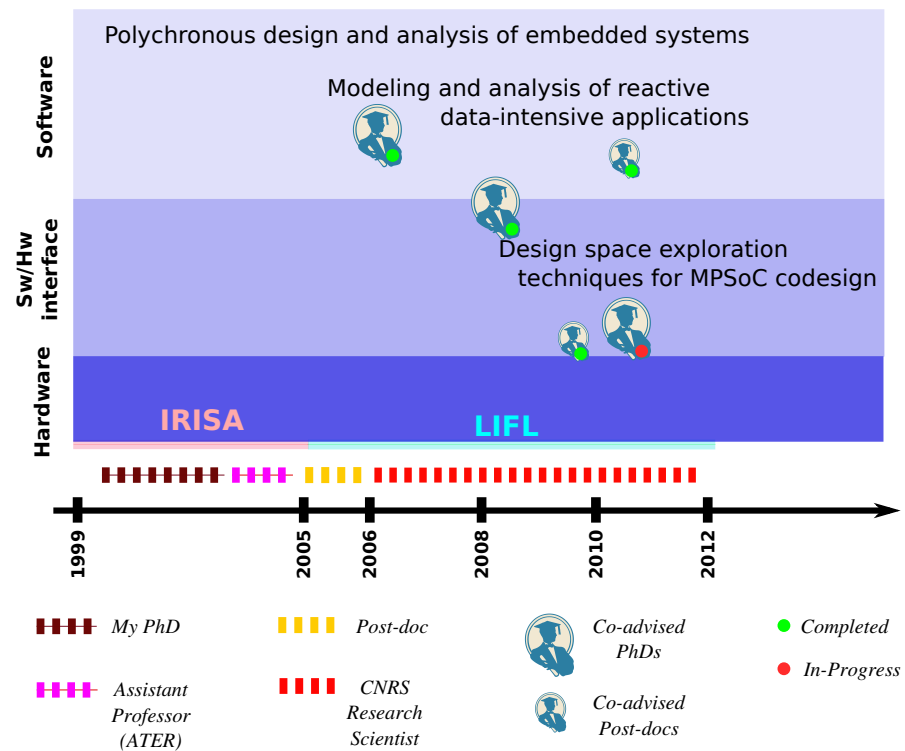 Polychronous design and analysis of embedded systems
Modeling and analysis of reactive
data-intensive applications
Software
Design space exploration
techniques for MPSoC codesign
Sw/Hw
interface
Hardware
IRISA
LIFL
1999
2005
2006
2008
2010
2012
My PhD
Post-doc
Co-advised
PhDs
Completed
In-Progress
Assistant
Professor
(ATER)
CNRS
Research
Scientist
Co-advised
Post-docs